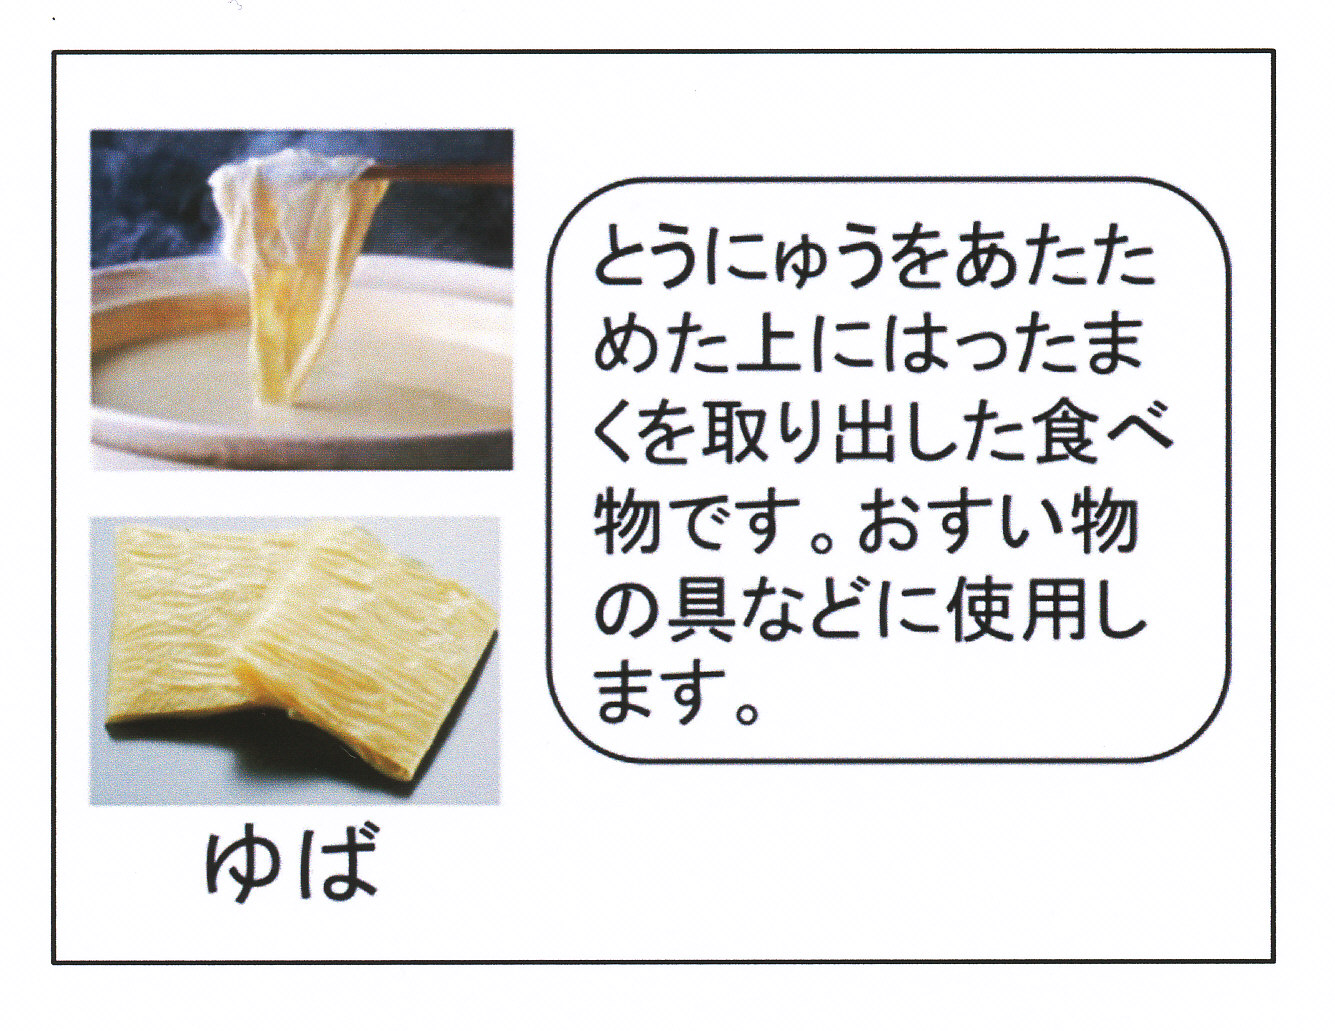 とうにゅうをあたた
めた上にはったま
くを取り出した食べ
物です。おすい物
の具などに使用し
ます。
ゆば